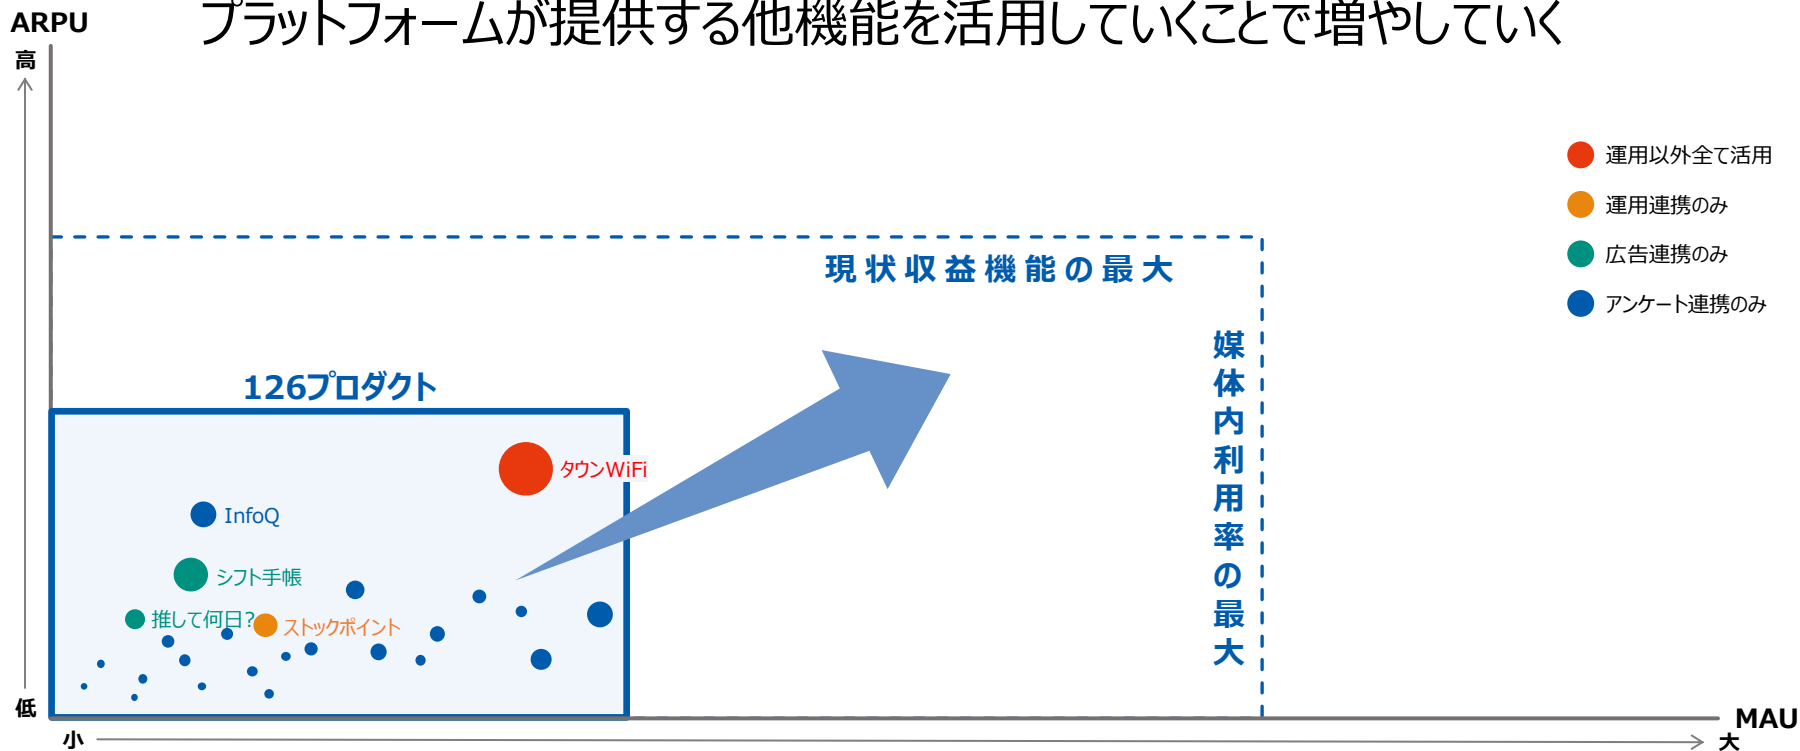 プラットフォームが提供する他機能を活用していくことで増やしていく
ARPU
高
運用以外全て活用
運用連携のみ
広告連携のみ
アンケート連携のみ
現状収益機能の最大
媒体内利用率の最大
126プロダクト
タウンWiFi
InfoQ
シフト手帳
推して何日?
ストックポイント
低
小
大
MAU